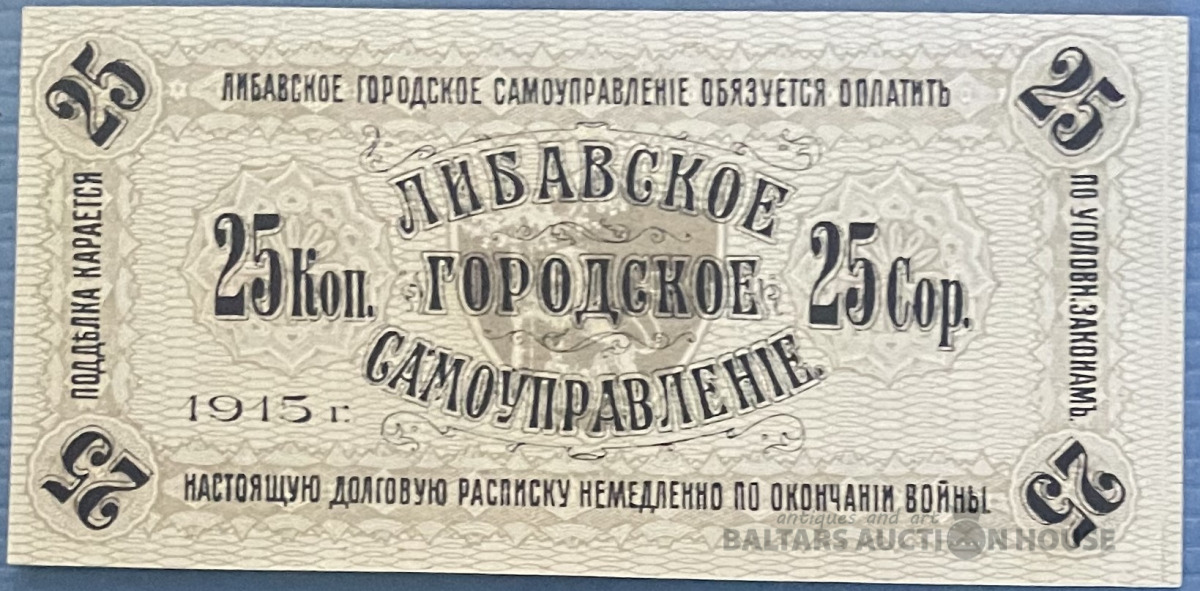 25
25
ЛИБАВСКОЕ ГОРОДСКОЕ САМОУПРАВЛЕНІЕ ОБЯЗУЕТСЯ ОПЛАТИТЬ
ПОДДѢЛКА КАРАЕТСЯ
ЛИБАВСКОЕ
ГОРОДСКОЕ
САМОУПРАВЛЕНІЕ.
25 Коп.
25 Сор.
ПО УГОЛОВН. ЗАКОНАМЪ.
1915 г.
25
25
НАСТОЯЩУЮ ДОЛГОВУЮ РАСПИСКУ НЕМЕДЛЕННО ПО ОКОНЧАНІИ ВОЙНЫ.
antiques and art
BALTARS AUCTION HOUSE